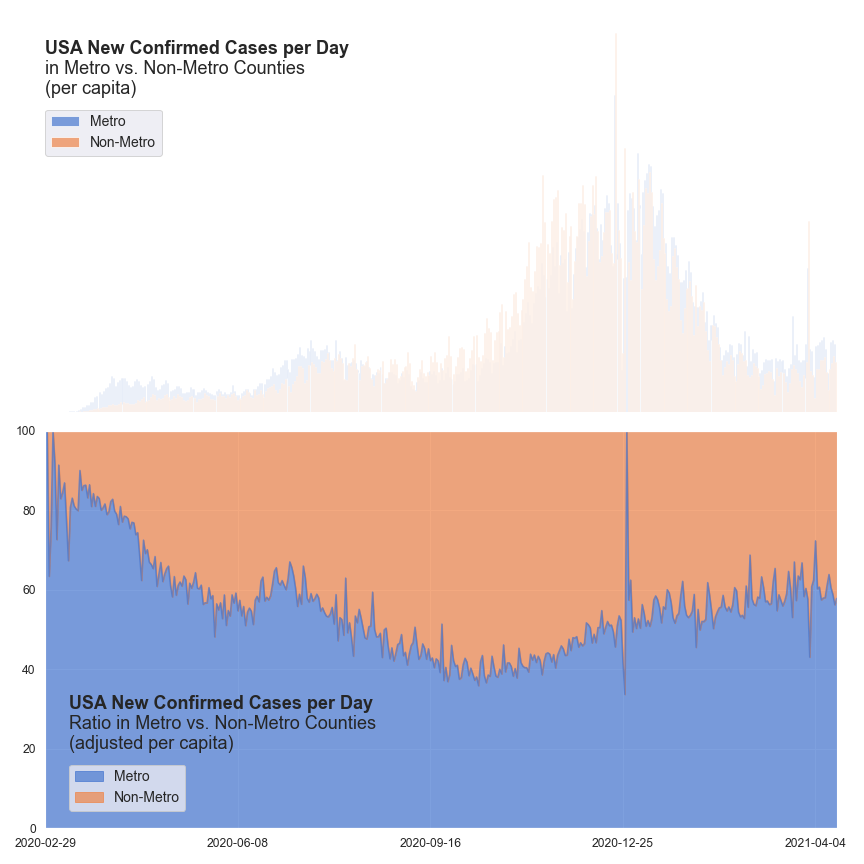 USA New Confirmed Cases per Day
in Metro vs. Non-Metro Counties
(per capita)
Metro
Non-Metro
100
80
60
40
20
0
USA New Confirmed Cases per Day
Ratio in Metro vs. Non-Metro Counties
(adjusted per capita)
Metro
Non-Metro
2020-02-29
2020-06-08
2020-09-16
2020-12-25
2021-04-04